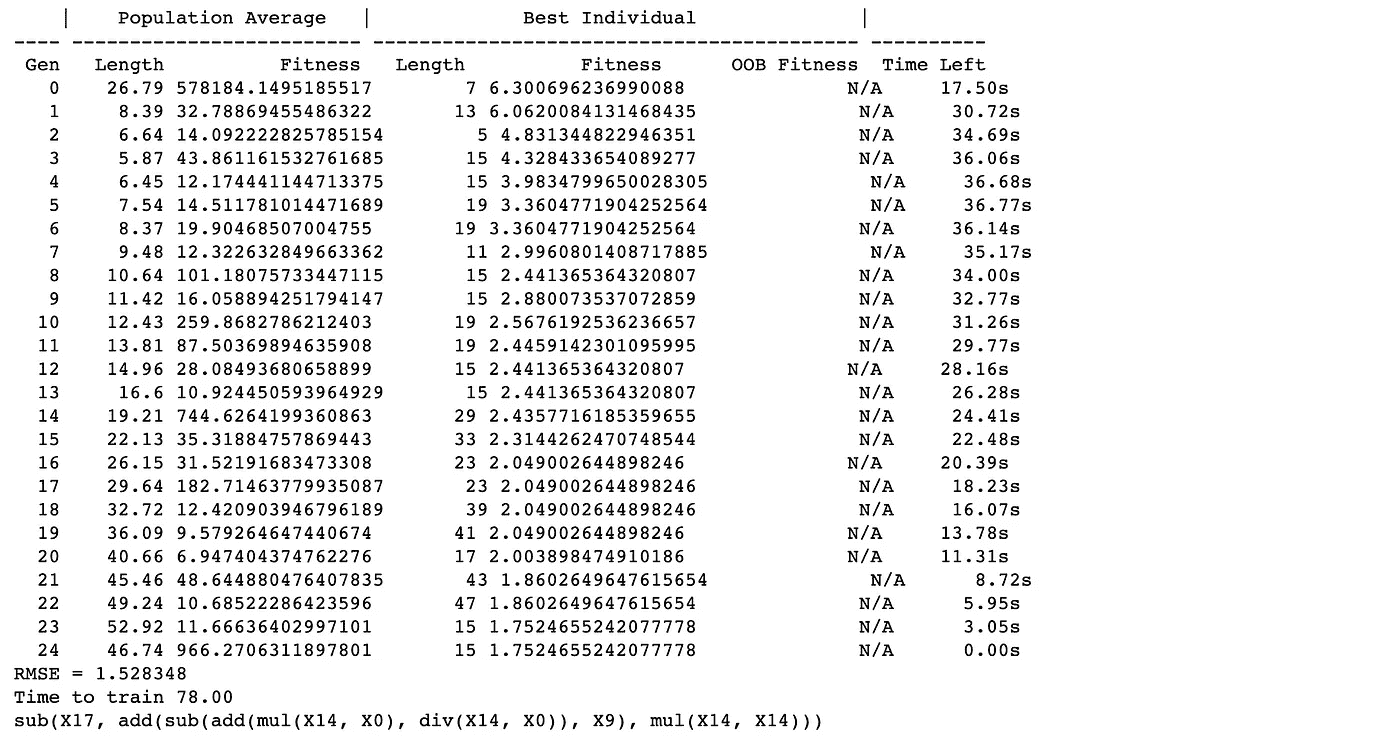 |     Population Average    |              Best Individual               |
---- ------------------------- ------------------------------------------ ----------
 Gen   Length          Fitness   Length          Fitness      OOB Fitness  Time Left
   0    26.79 578184.1495185517        7 6.300696236990088              N/A     17.50s
   1     8.39 32.78869455486322       13 6.0620084131468435              N/A     30.72s
   2     6.64 14.092222825785154        5 4.831344822946351              N/A     34.69s
   3     5.87 43.861161532761685       15 4.328433654089277              N/A     36.06s
   4     6.45 12.174441144713375       15 3.9834799650028305              N/A     36.68s
   5     7.54 14.511781014471689       19 3.3604771904252564              N/A     36.77s
   6     8.37 19.90468507004755       19 3.3604771904252564              N/A     36.14s
   7     9.48 12.322632849663362       11 2.9960801408717885              N/A     35.17s
   8    10.64 101.18075733447115       15 2.441365364320807              N/A     34.00s
   9    11.42 16.058894251794147       15 2.880073537072859              N/A     32.77s
  10    12.43 259.8682786212403       19 2.5676192536236657              N/A     31.26s
  11    13.81 87.50369894635908       19 2.4459142301095995              N/A     29.77s
  12    14.96 28.08493680658899       15 2.441365364320807              N/A     28.16s
  13     16.6 10.924450593964929       15 2.441365364320807              N/A     26.28s
  14    19.21 744.6264199360863       29 2.4357716185359655              N/A     24.41s
  15    22.13 35.31884757869443       33 2.3144262470748544              N/A     22.48s
  16    26.15 31.52191683473308       23 2.049002644898246              N/A     20.39s
  17    29.64 182.71463779935087       23 2.049002644898246              N/A     18.23s
  18    32.72 12.420903946796189       39 2.049002644898246              N/A     16.07s
  19    36.09 9.579264647440674       41 2.049002644898246              N/A     13.78s
  20    40.66 6.947404374762276       17 2.003898474910186              N/A     11.31s
  21    45.46 48.644880476407835       43 1.8602649647615654              N/A      8.72s
  22    49.24 10.68522286423596       47 1.8602649647615654              N/A      5.95s
  23    52.92 11.66636402997101       15 1.7524655242077778              N/A      3.05s
  24    46.74 966.2706311897801       15 1.7524655242077778              N/A      0.00s
RMSE = 1.528348
Time to train 78.00
sub(X17, add(sub(add(mul(X14, X0), div(X14, X0)), X9), mul(X14, X14)))